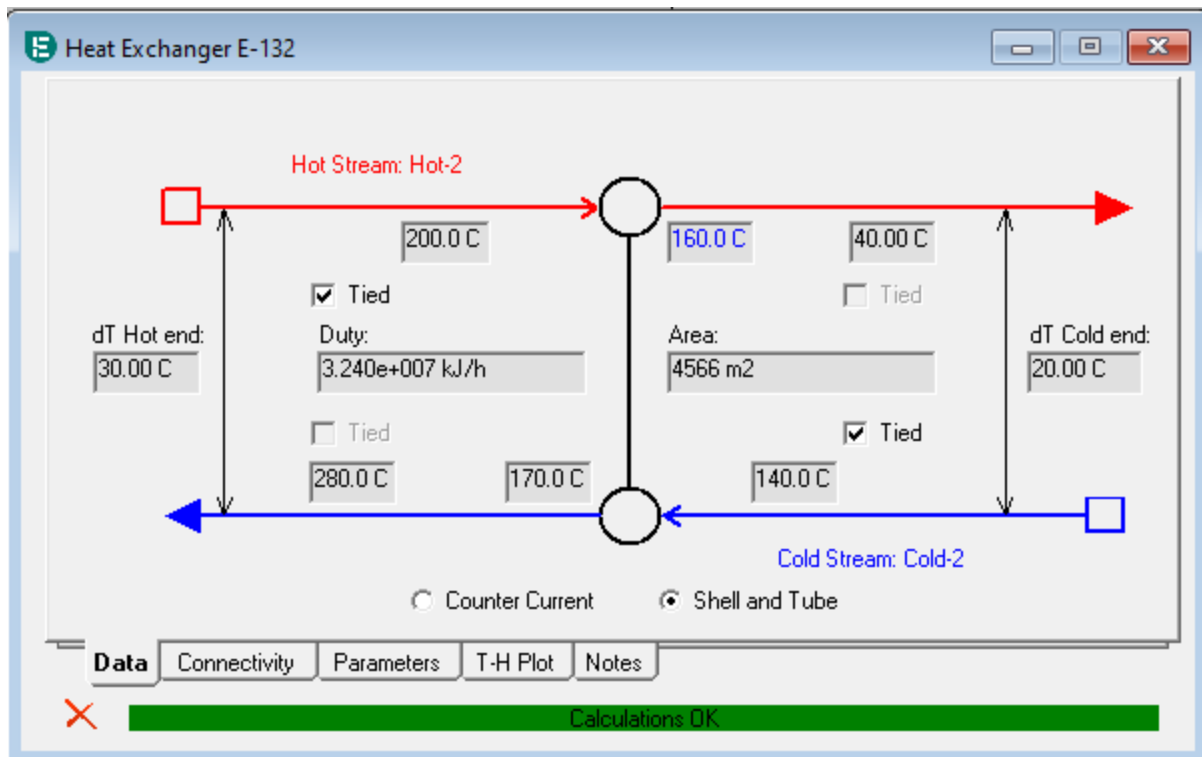 Heat Exchanger E-132
Hot Stream: Hot-2
200.0 C
160.0 C
40.00 C
Tied
Tied
dT Hot end:
Duty:
Area:
dT Cold end:
30.00 C
3.240e+007 kJ/h
4566 m2
20.00 C
Tied
Tied
280.0 C
170.0 C
140.0 C
Cold Stream: Cold-2
Counter Current
Shell and Tube
Data
Connectivity
Parameters
T-H Plot
Notes
Calculations OK